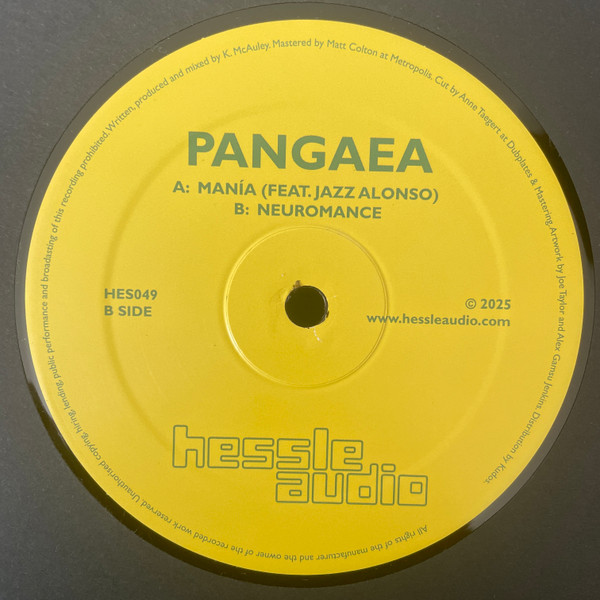 PANGAEA
A: MANÍA (FEAT. JAZZ ALONSO)
B: NEUROMANCE
HES049
B SIDE
© 2025
www.hessleaudio.com
hessle
audio
All rights of the manufacturer and the owner of the recorded work reserved. Unauthorised copying, hiring, lending, public performance and broadasting of this recording prohibited. Written, produced and mixed by K. McAuley. Mastered by Matt Colton at Metropolis. Cut by Anne Taegert at Dubplates & Mastering. Artwork by Joe Taylor and Alex Gamsu Jenkins. Distribution by Kudos.